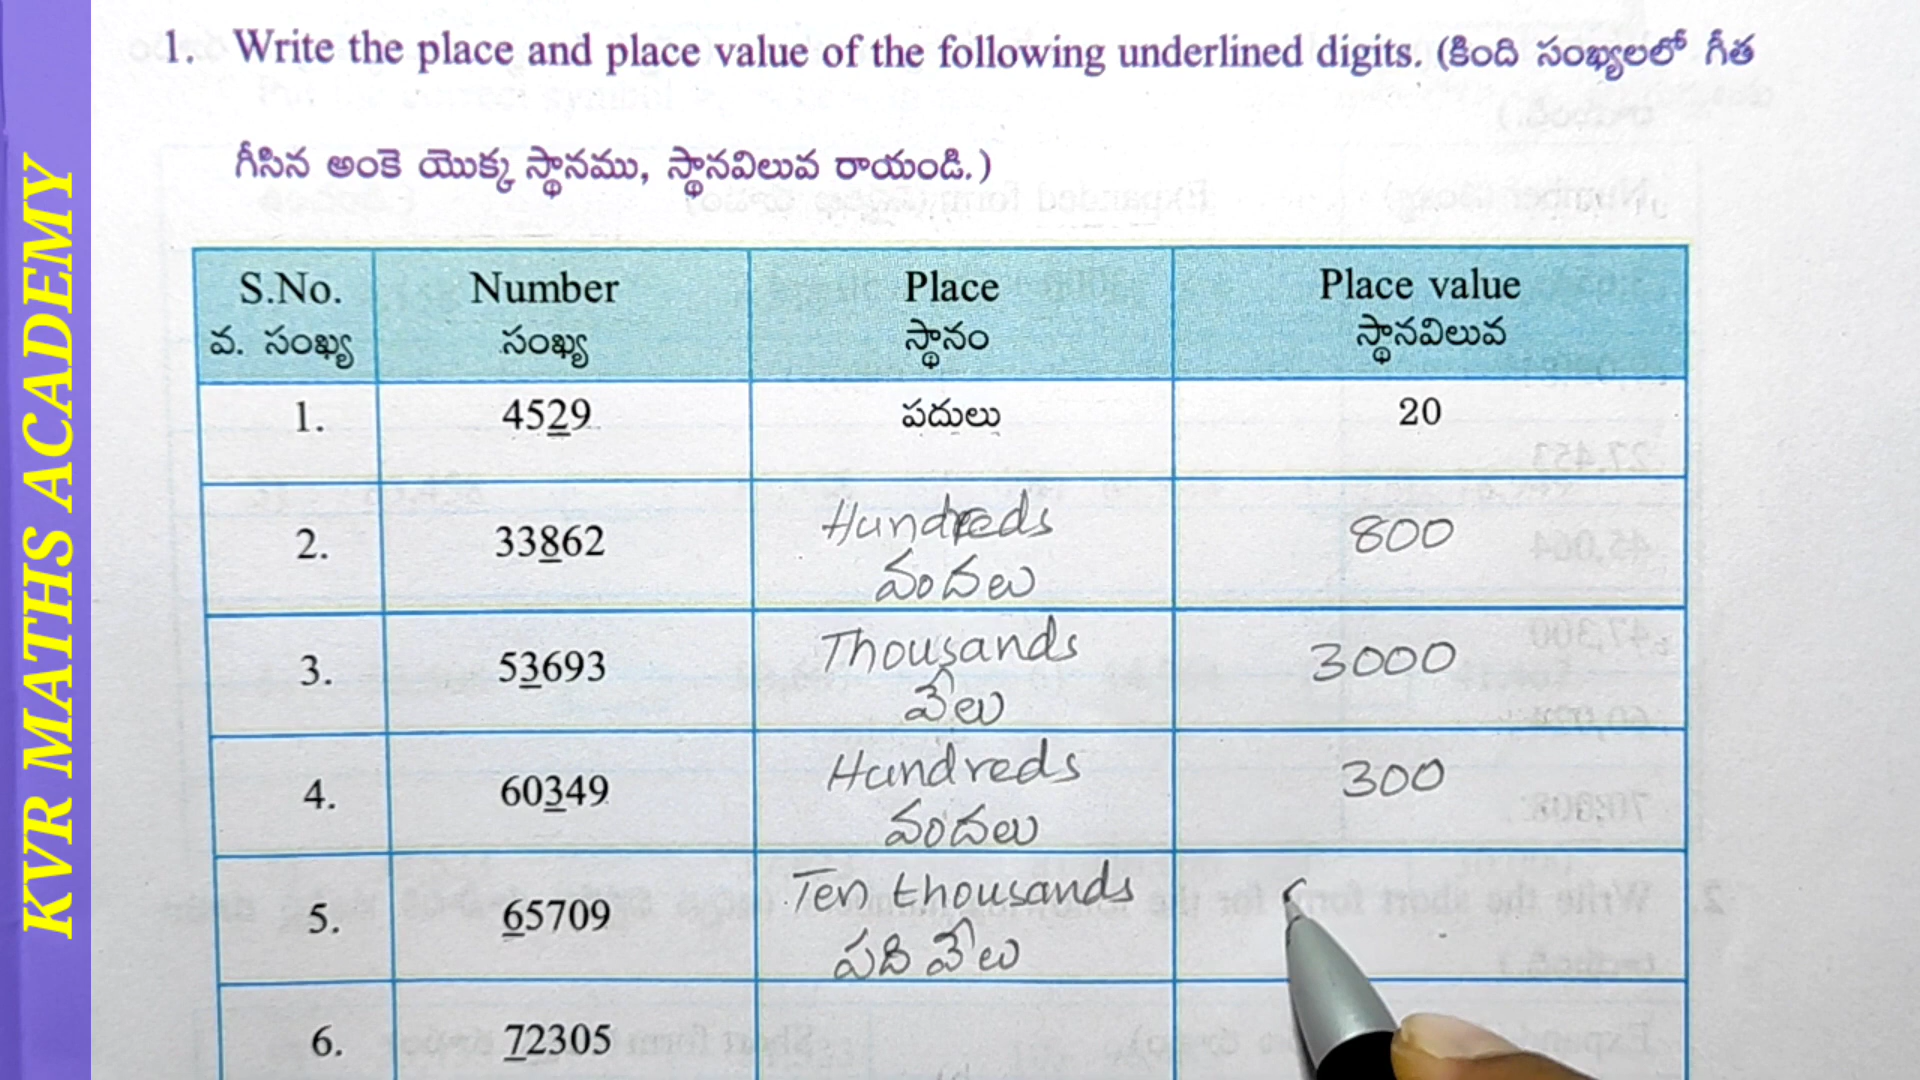 KVR MATHS ACADEMY
1. Write the place and place value of the following underlined digits. (కింది సంఖ్యలలో గీత
గీసిన అంకె యొక్క స్థానము, స్థానవిలువ రాయండి.)
S.No. Number Place Place value
వ. సంఖ్య సంఖ్య స్థానం స్థానవిలువ
1. 4529 పదులు 20
2. 33862 Hundreds 800
వందలు
3. 53693 Thousands 3000
వేలు
4. 60349 Hundreds 300
వందలు
5. 65709 Ten thousands
పది వేలు
6. 72305